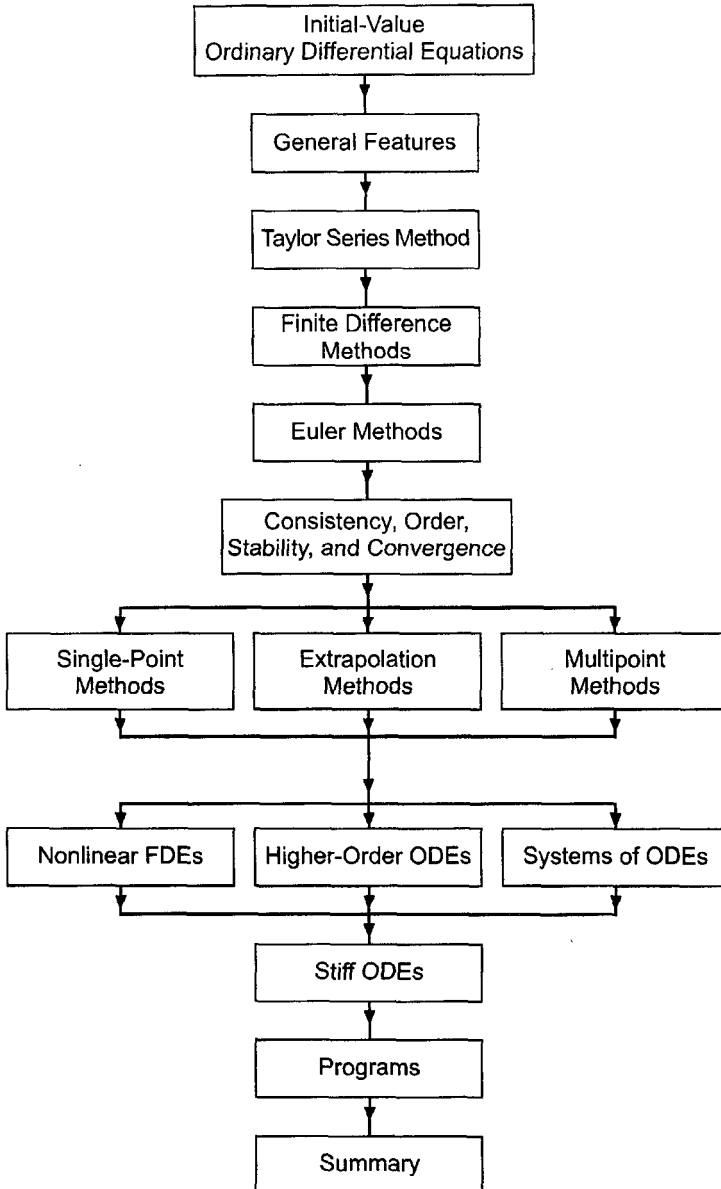 Initial-Value
Ordinary Differential Equations
General Features
Taylor Series Method
Finite Difference
Methods
Euler Methods
Consistency, Order,
Stability, and Convergence
Single-Point
Methods
Extrapolation
Methods
Multipoint
Methods
Nonlinear FDEs
Higher-Order ODEs
Systems of ODEs
Stiff ODEs
Programs
Summary